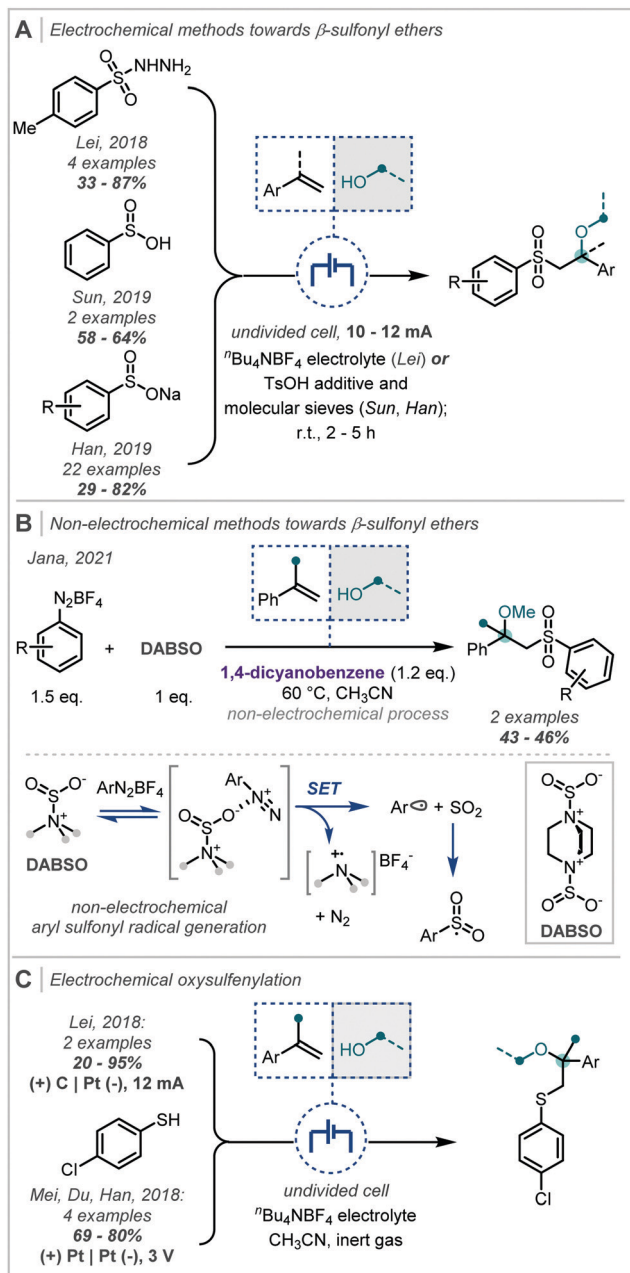 A Electrochemical methods towards β-sulfonyl ethers
O
S
O
NHNH₂
Me
Lei, 2018
4 examples
33 - 87%
O
S
OH
Sun, 2019
2 examples
58 - 64%
O
S
ONa
R
Han, 2019
22 examples
29 - 82%
Ar
HO
undivided cell, 10 - 12 mA
ⁿBu₄NBF₄ electrolyte (Lei) or
TsOH additive and
molecular sieves (Sun, Han);
r.t., 2 - 5 h
O
O
O
S
Ar
R
B Non-electrochemical methods towards β-sulfonyl ethers
Jana, 2021
N₂BF₄
R
+
DABSO
1.5 eq.
1 eq.
Ph
HO
1,4-dicyanobenzene (1.2 eq.)
60 °C, CH₃CN
non-electrochemical process
OMe
O
O
S
Ph
R
2 examples
43 - 46%
O
S
O⁻
N⁺
DABSO
ArN₂BF₄
Ar
N⁺
N
O
S
O
N⁺
SET
+•
N
BF₄⁻
+ N₂
Ar + SO₂
O
Ar S O
non-electrochemical
aryl sulfonyl radical generation
O
S
O⁻
N⁺
N⁺
O
S
O⁻
DABSO
C Electrochemical oxysulfenylation
Lei, 2018:
2 examples
20 - 95%
(+) C | Pt (-), 12 mA
SH
Cl
Mei, Du, Han, 2018:
4 examples
69 - 80%
(+) Pt | Pt (-), 3 V
Ar
HO
undivided cell
ⁿBu₄NBF₄ electrolyte
CH₃CN, inert gas
O
Ar
S
Cl